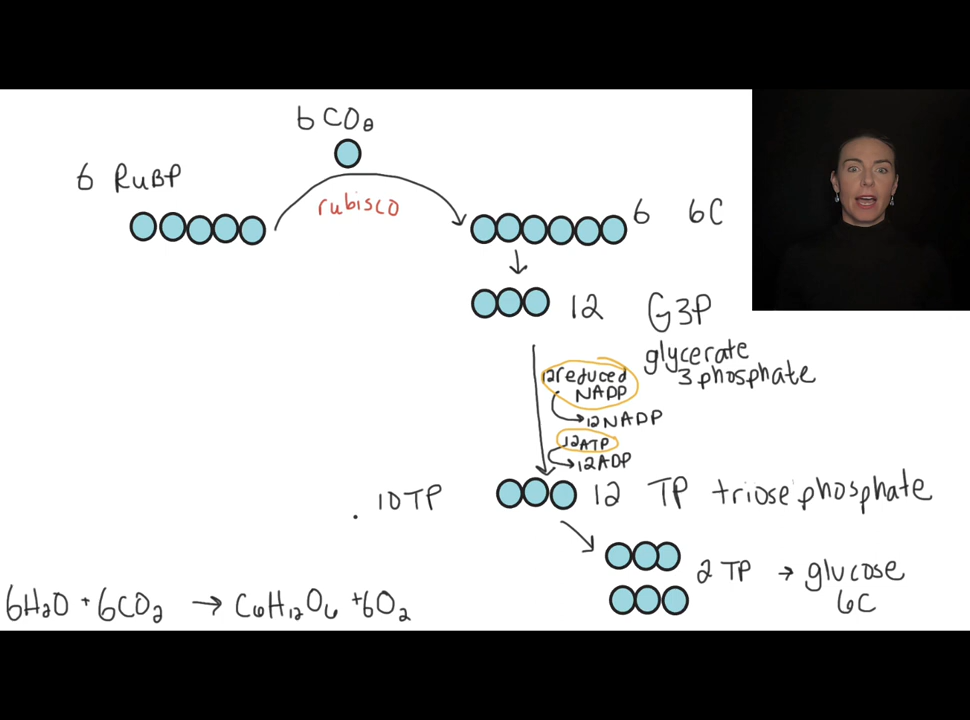 6 CO₂
6 RuBP
rubisco
6 6C
12 G3P
glycerate
3 phosphate
12 reduced
NADP
12 NADP
12 ATP
12 ADP
10 TP
12 TP triose phosphate
2 TP → glucose
6C
6H₂O + 6CO₂ → C₆H₁₂O₆ + 6O₂